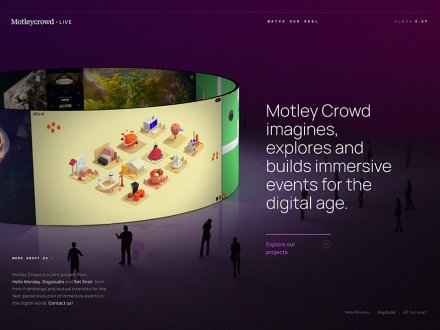 Motleycrowd • LIVE
WATCH OUR REEL
PLAY 0.57
Motley Crowd
imagines,
explores and
builds immersive
events for the
digital age.
Explore our
projects
MORE ABOUT US
Motley Crowd is a joint project from
Hello Monday, Dogstudio and Set Snail, born
from friendships and mutual interests for the
fast-paced evolution of immersive events in
the digital world. Contact us!
Hello Monday
dogstudio
Set Snail